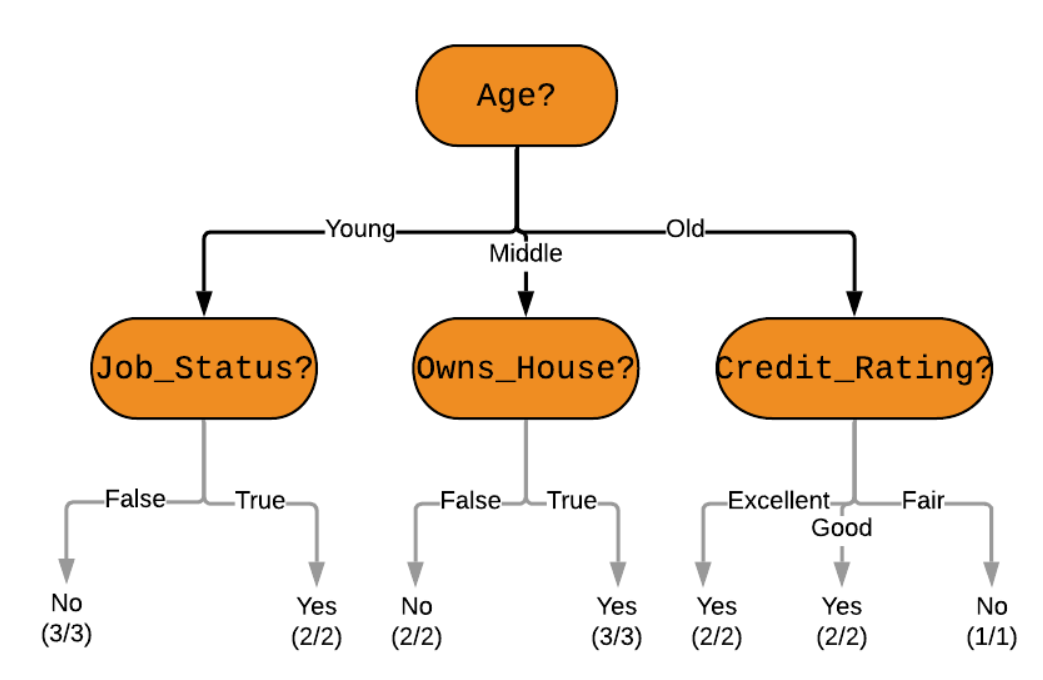 Age?
Young
Middle
Old
Job_Status?
Owns_House?
Credit_Rating?
False
True
False
True
Excellent
Good
Fair
No
(3/3)
Yes
(2/2)
No
(2/2)
Yes
(3/3)
Yes
(2/2)
Yes
(2/2)
No
(1/1)